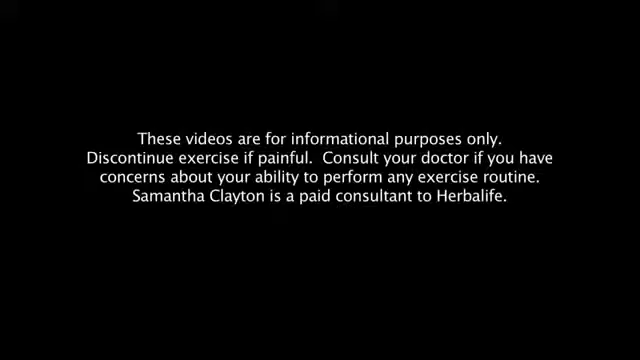 These videos are for informational purposes only.
Discontinue exercise if painful.  Consult your doctor if you have
concerns about your ability to perform any exercise routine.
Samantha Clayton is a paid consultant to Herbalife.